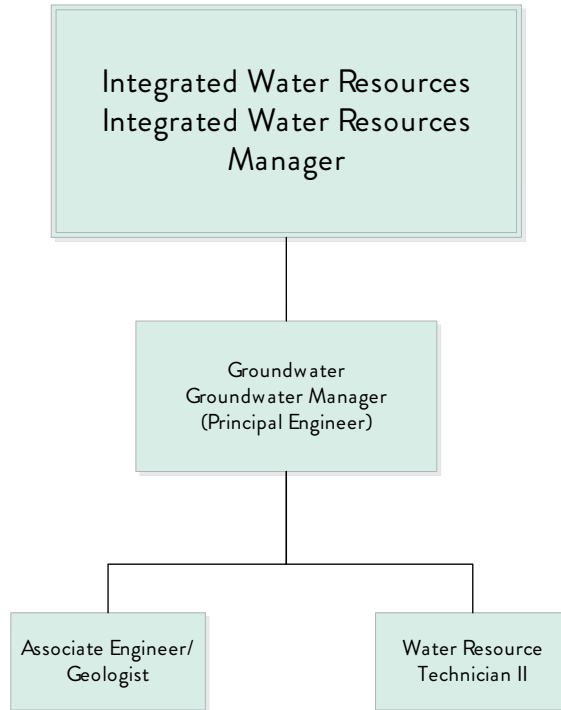 Integrated Water Resources
Integrated Water Resources
Manager
Groundwater
Groundwater Manager
(Principal Engineer)
Associate Engineer/
Geologist
Water Resource
Technician II